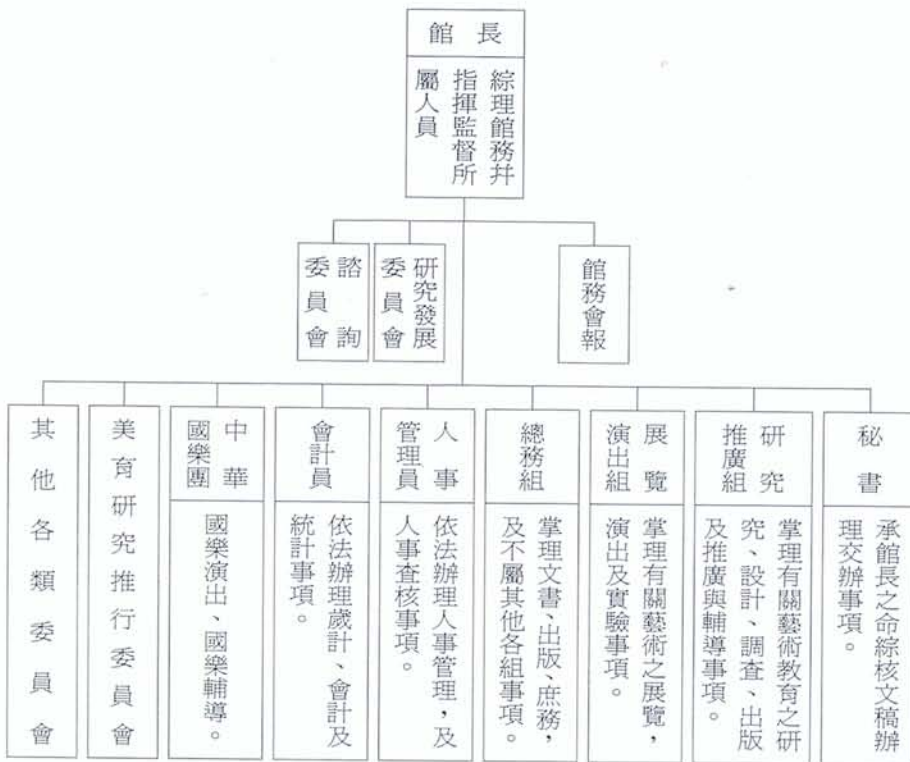 館長
綜理館務并
指揮監督所
屬人員
館務會報
研究發展
委員會
諮詢
委員會
秘書
承館長之命綜核文稿辦
理交辦事項。
研究
推廣組
掌理有關藝術教育之研
究、設計、調查、出版
及推廣與輔導事項。
展覽
演出組
掌理有關藝術之展覽，
演出及實驗事項。
總務組
掌理文書、出版、庶務，
及不屬其他各組事項。
人事
管理員
依法辦理人事管理，及
人事查核事項。
會計員
依法辦理歲計、會計及
統計事項。
中華
國樂團
國樂演出、國樂輔導。
美育研究推行委員會
其他各類委員會